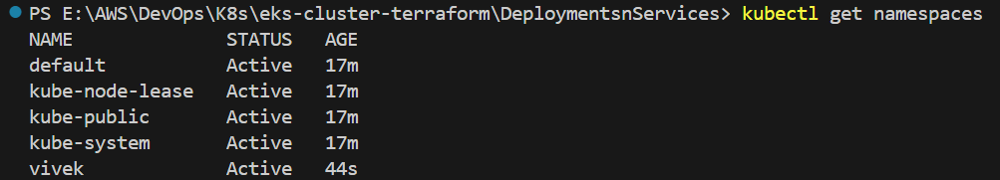 PS E:\AWS\DevOps\K8s\eks-cluster-terraform\DeploymentsnServices> kubectl get namespaces
NAME STATUS AGE
default Active 17m
kube-node-lease Active 17m
kube-public Active 17m
kube-system Active 17m
vivek Active 44s